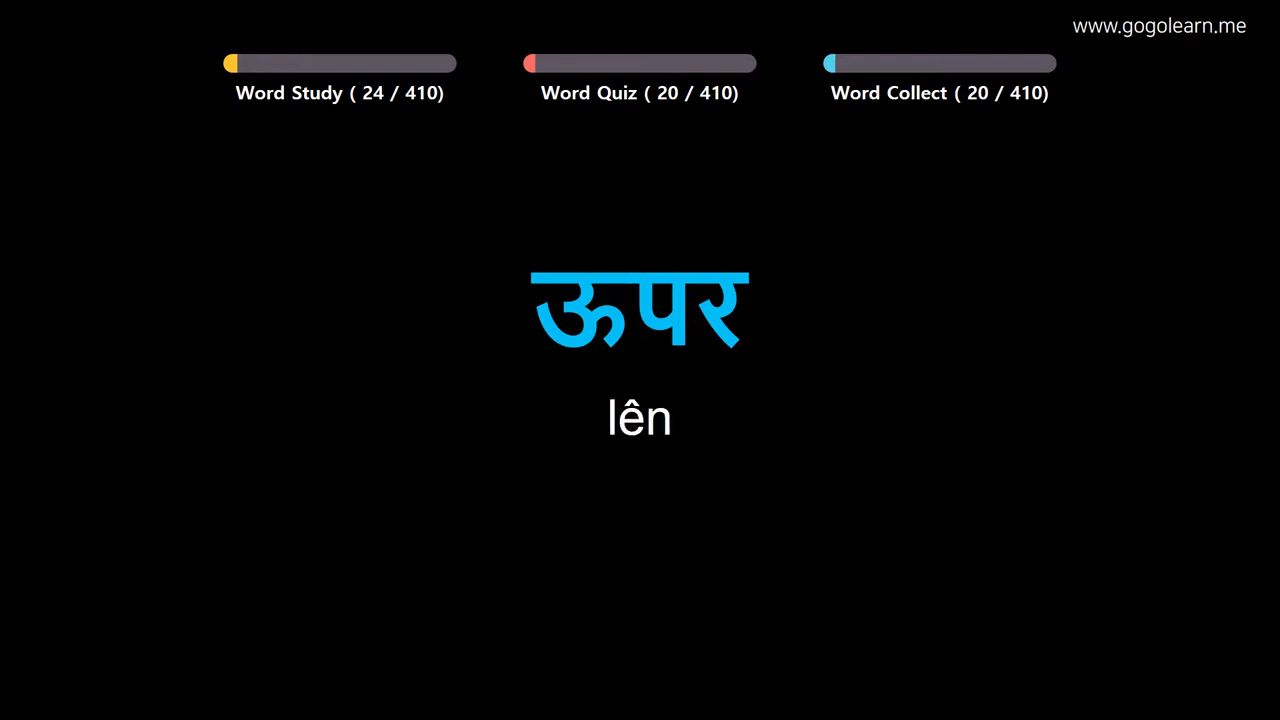 www.gogolearn.me
Word Study ( 24 / 410)
Word Quiz ( 20 / 410)
Word Collect ( 20 / 410)
ऊपर
lên